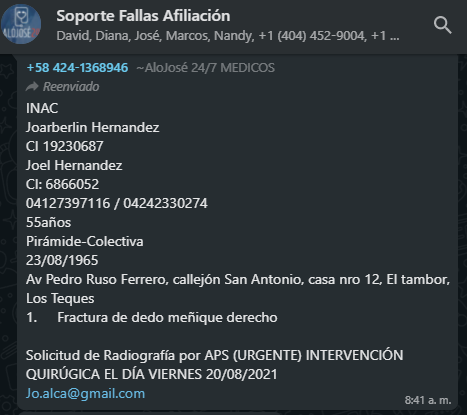 Soporte Fallas Afiliación
David, Diana, José, Marcos, Nandy, +1 (404) 452-9004, +1 ...
+58 424-1368946 ~AloJosé 24/7 MEDICOS
Reenviado
INAC
Joarberlin Hernandez
CI 19230687
Joel Hernandez
CI: 6866052
04127397116 / 04242330274
55años
Pirámide-Colectiva
23/08/1965
Av Pedro Ruso Ferrero, callejón San Antonio, casa nro 12, El tambor,
Los Teques
1. Fractura de dedo meñique derecho
Solicitud de Radiografía por APS (URGENTE) INTERVENCIÓN
QUIRÚGICA EL DÍA VIERNES 20/08/2021
Jo.alca@gmail.com
8:41 a. m.